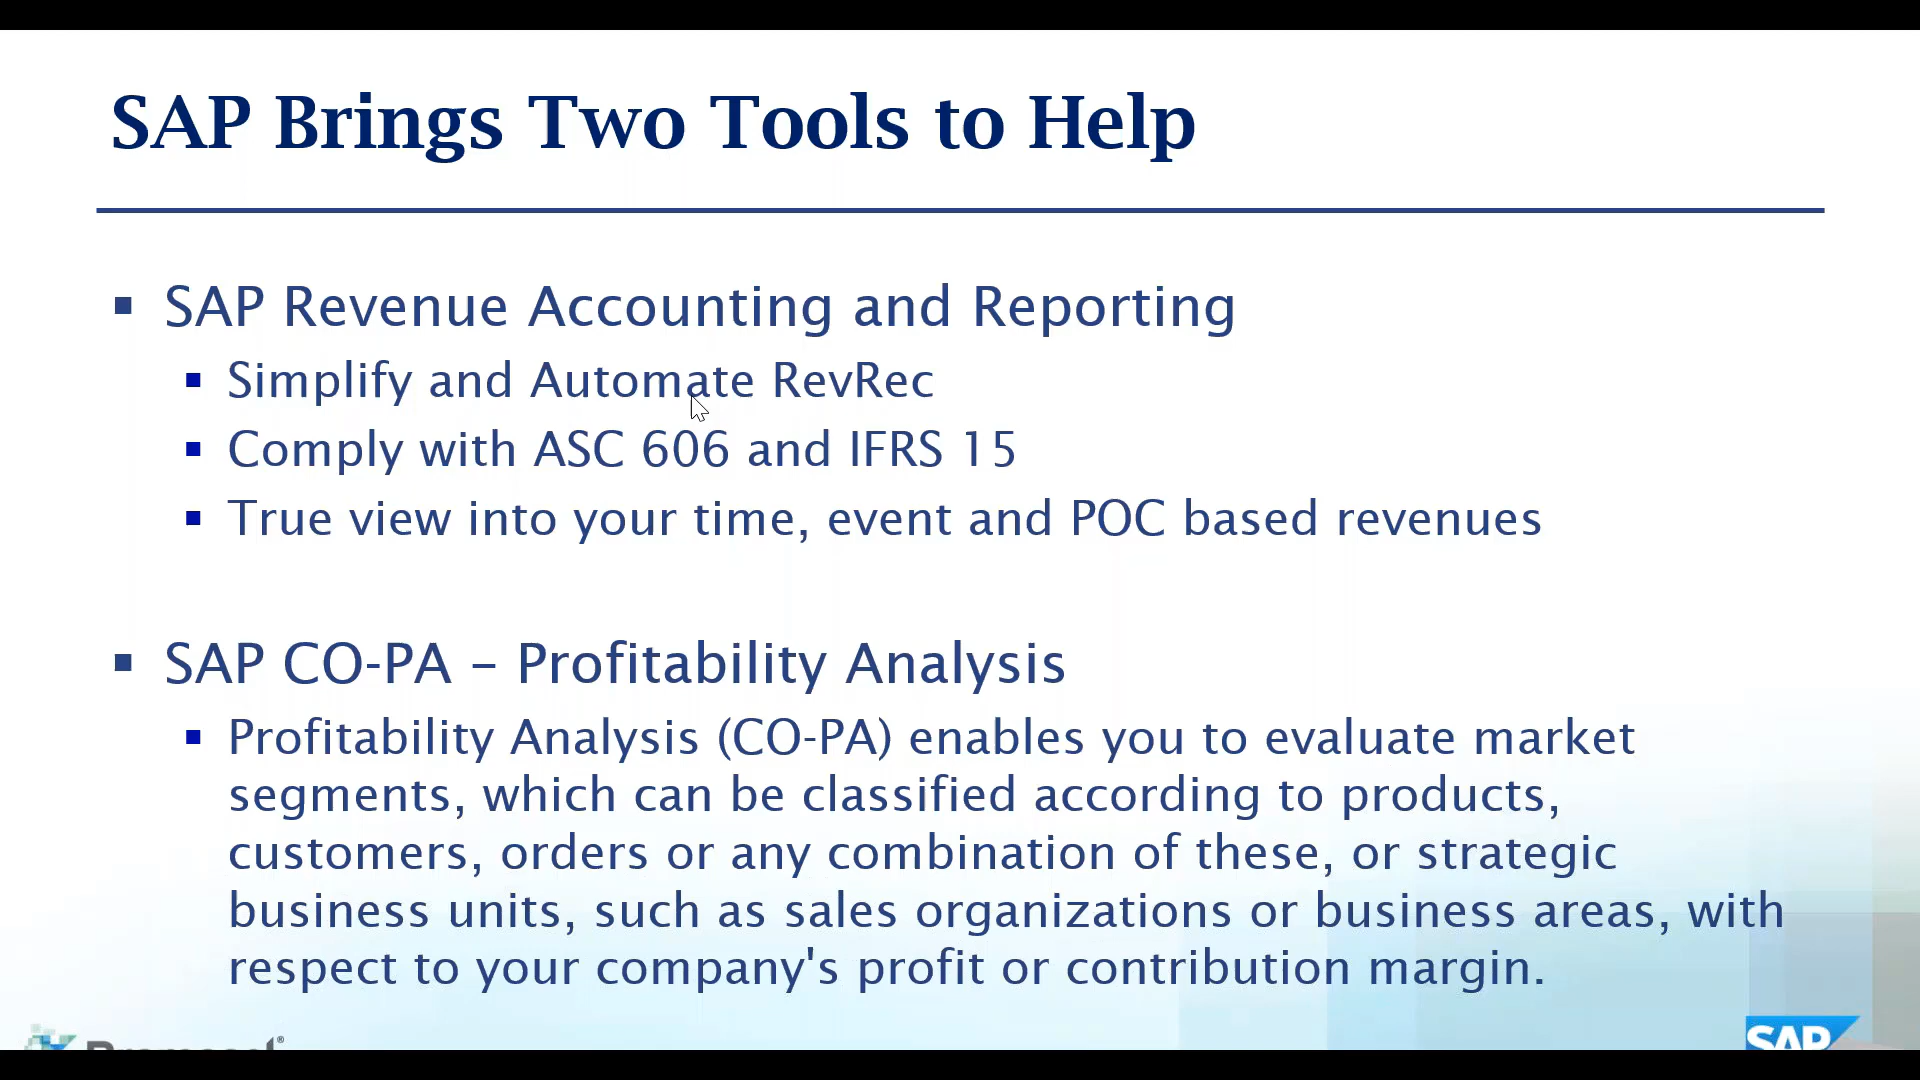 SAP Brings Two Tools to Help
▪ SAP Revenue Accounting and Reporting
▪ Simplify and Automate RevRec
▪ Comply with ASC 606 and IFRS 15
▪ True view into your time, event and POC based revenues
▪ SAP CO-PA – Profitability Analysis
▪ Profitability Analysis (CO-PA) enables you to evaluate market
segments, which can be classified according to products,
customers, orders or any combination of these, or strategic
business units, such as sales organizations or business areas, with
respect to your company's profit or contribution margin.
SAP